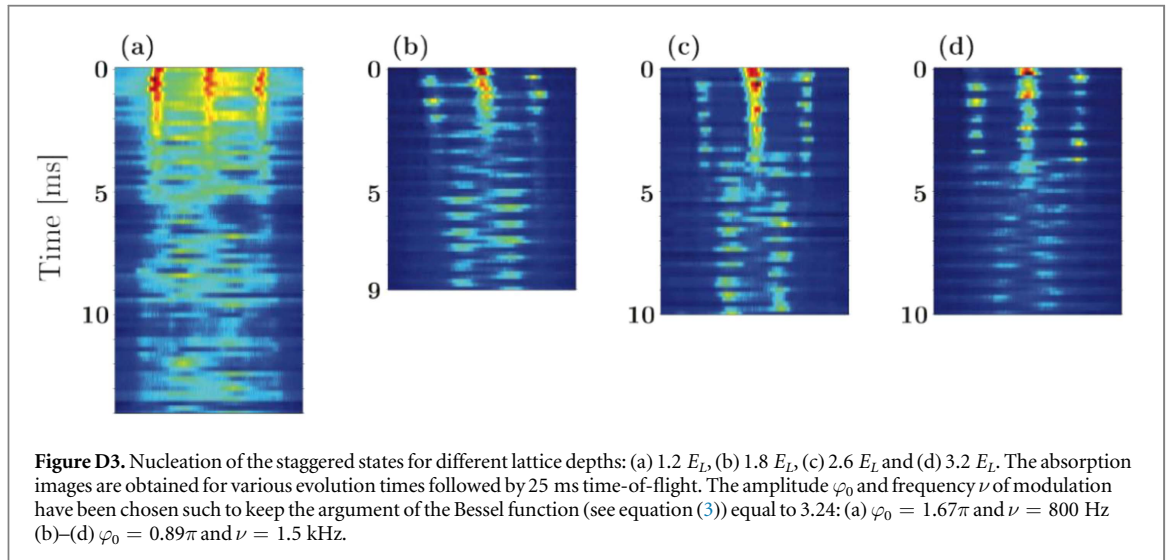 (a)
(b)
(c)
(d)
Time [ms]
0
5
10
0
5
9
0
5
10
0
5
10
Figure D3. Nucleation of the staggered states for different lattice depths: (a) 1.2 E_L, (b) 1.8 E_L, (c) 2.6 E_L and (d) 3.2 E_L. The absorption
images are obtained for various evolution times followed by 25 ms time-of-flight. The amplitude φ₀ and frequency ν of modulation
have been chosen such to keep the argument of the Bessel function (see equation (3)) equal to 3.24: (a) φ₀ = 1.67π and ν = 800 Hz
(b)–(d) φ₀ = 0.89π and ν = 1.5 kHz.